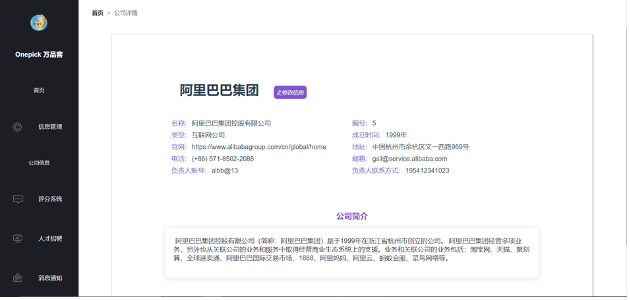 首页 > 公司详情
Onepick 万品客
首页
信息管理
公司信息
评分系统
人才招聘
消息通知
阿里巴巴集团
修改信息
名称: 阿里巴巴集团控股有限公司
编号: 5
类型: 互联网公司
成立时间: 1999年
官网: https://www.alibabagroup.com/cn/global/home
地址: 中国杭州市余杭区文一西路969号
电话: (+86) 571-8502-2088
邮箱: gsll@service.alibaba.com
负责人账号: albb@13
负责人联系方式: 195412341023
公司简介
阿里巴巴集团控股有限公司（简称：阿里巴巴集团）是于1999年在浙江省杭州市创立的公司。 阿里巴巴集团经营多项业
务，另外也从关联公司的业务和服务中取得经营商业生态系统上的支援。业务和关联公司的业务包括：淘宝网、天猫、聚划
算、全球速卖通、阿里巴巴国际交易市场、1688、阿里妈妈、阿里云、蚂蚁金服、菜鸟网络等。